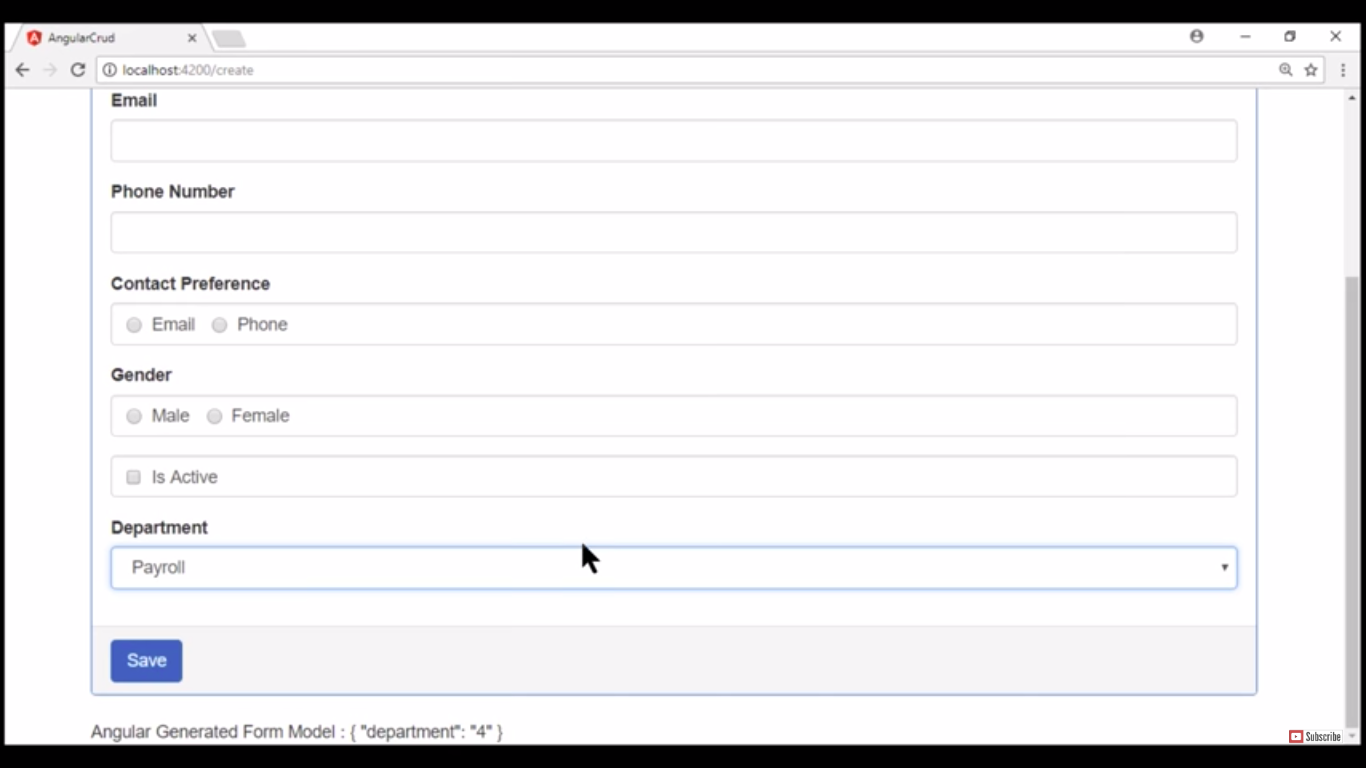 AngularCrud
localhost:4200/create
Email
Phone Number
Contact Preference
Email Phone
Gender
Male Female
Is Active
Department
Payroll
Save
Angular Generated Form Model : { "department": "4" }
Subscribe